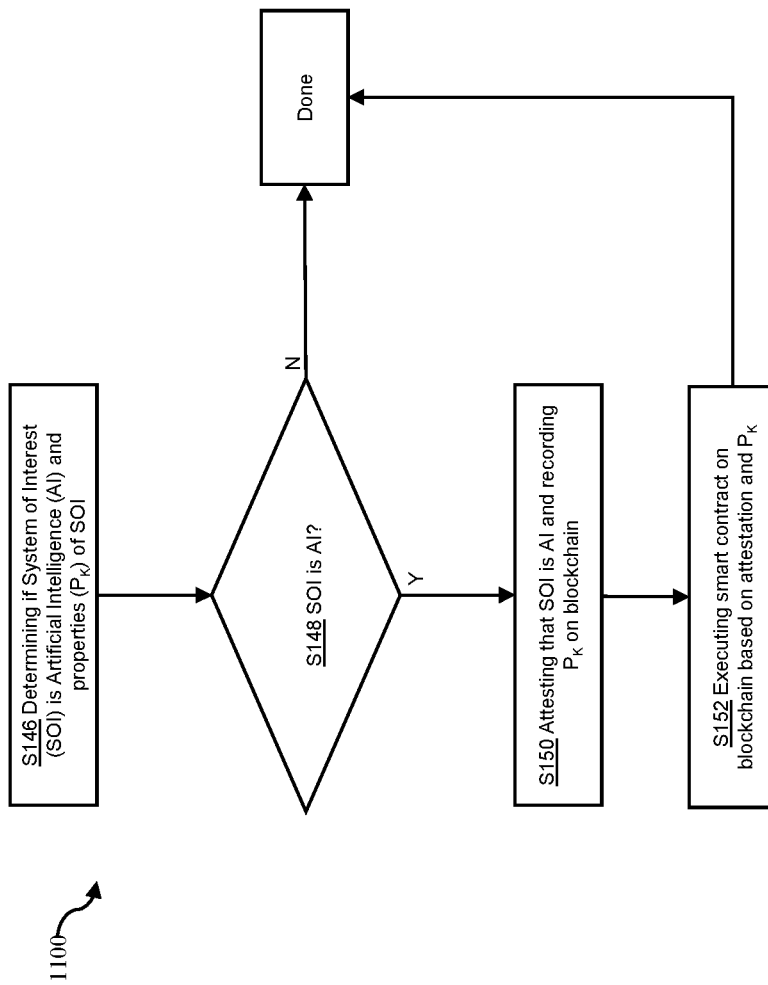 1100
S146 Determining if System of Interest
(SOI) is Artificial Intelligence (AI) and
properties (PK) of SOI
S148 SOI is AI?
N
Done
Y
S150 Attesting that SOI is AI and recording
PK on blockchain
S152 Executing smart contract on
blockchain based on attestation and PK